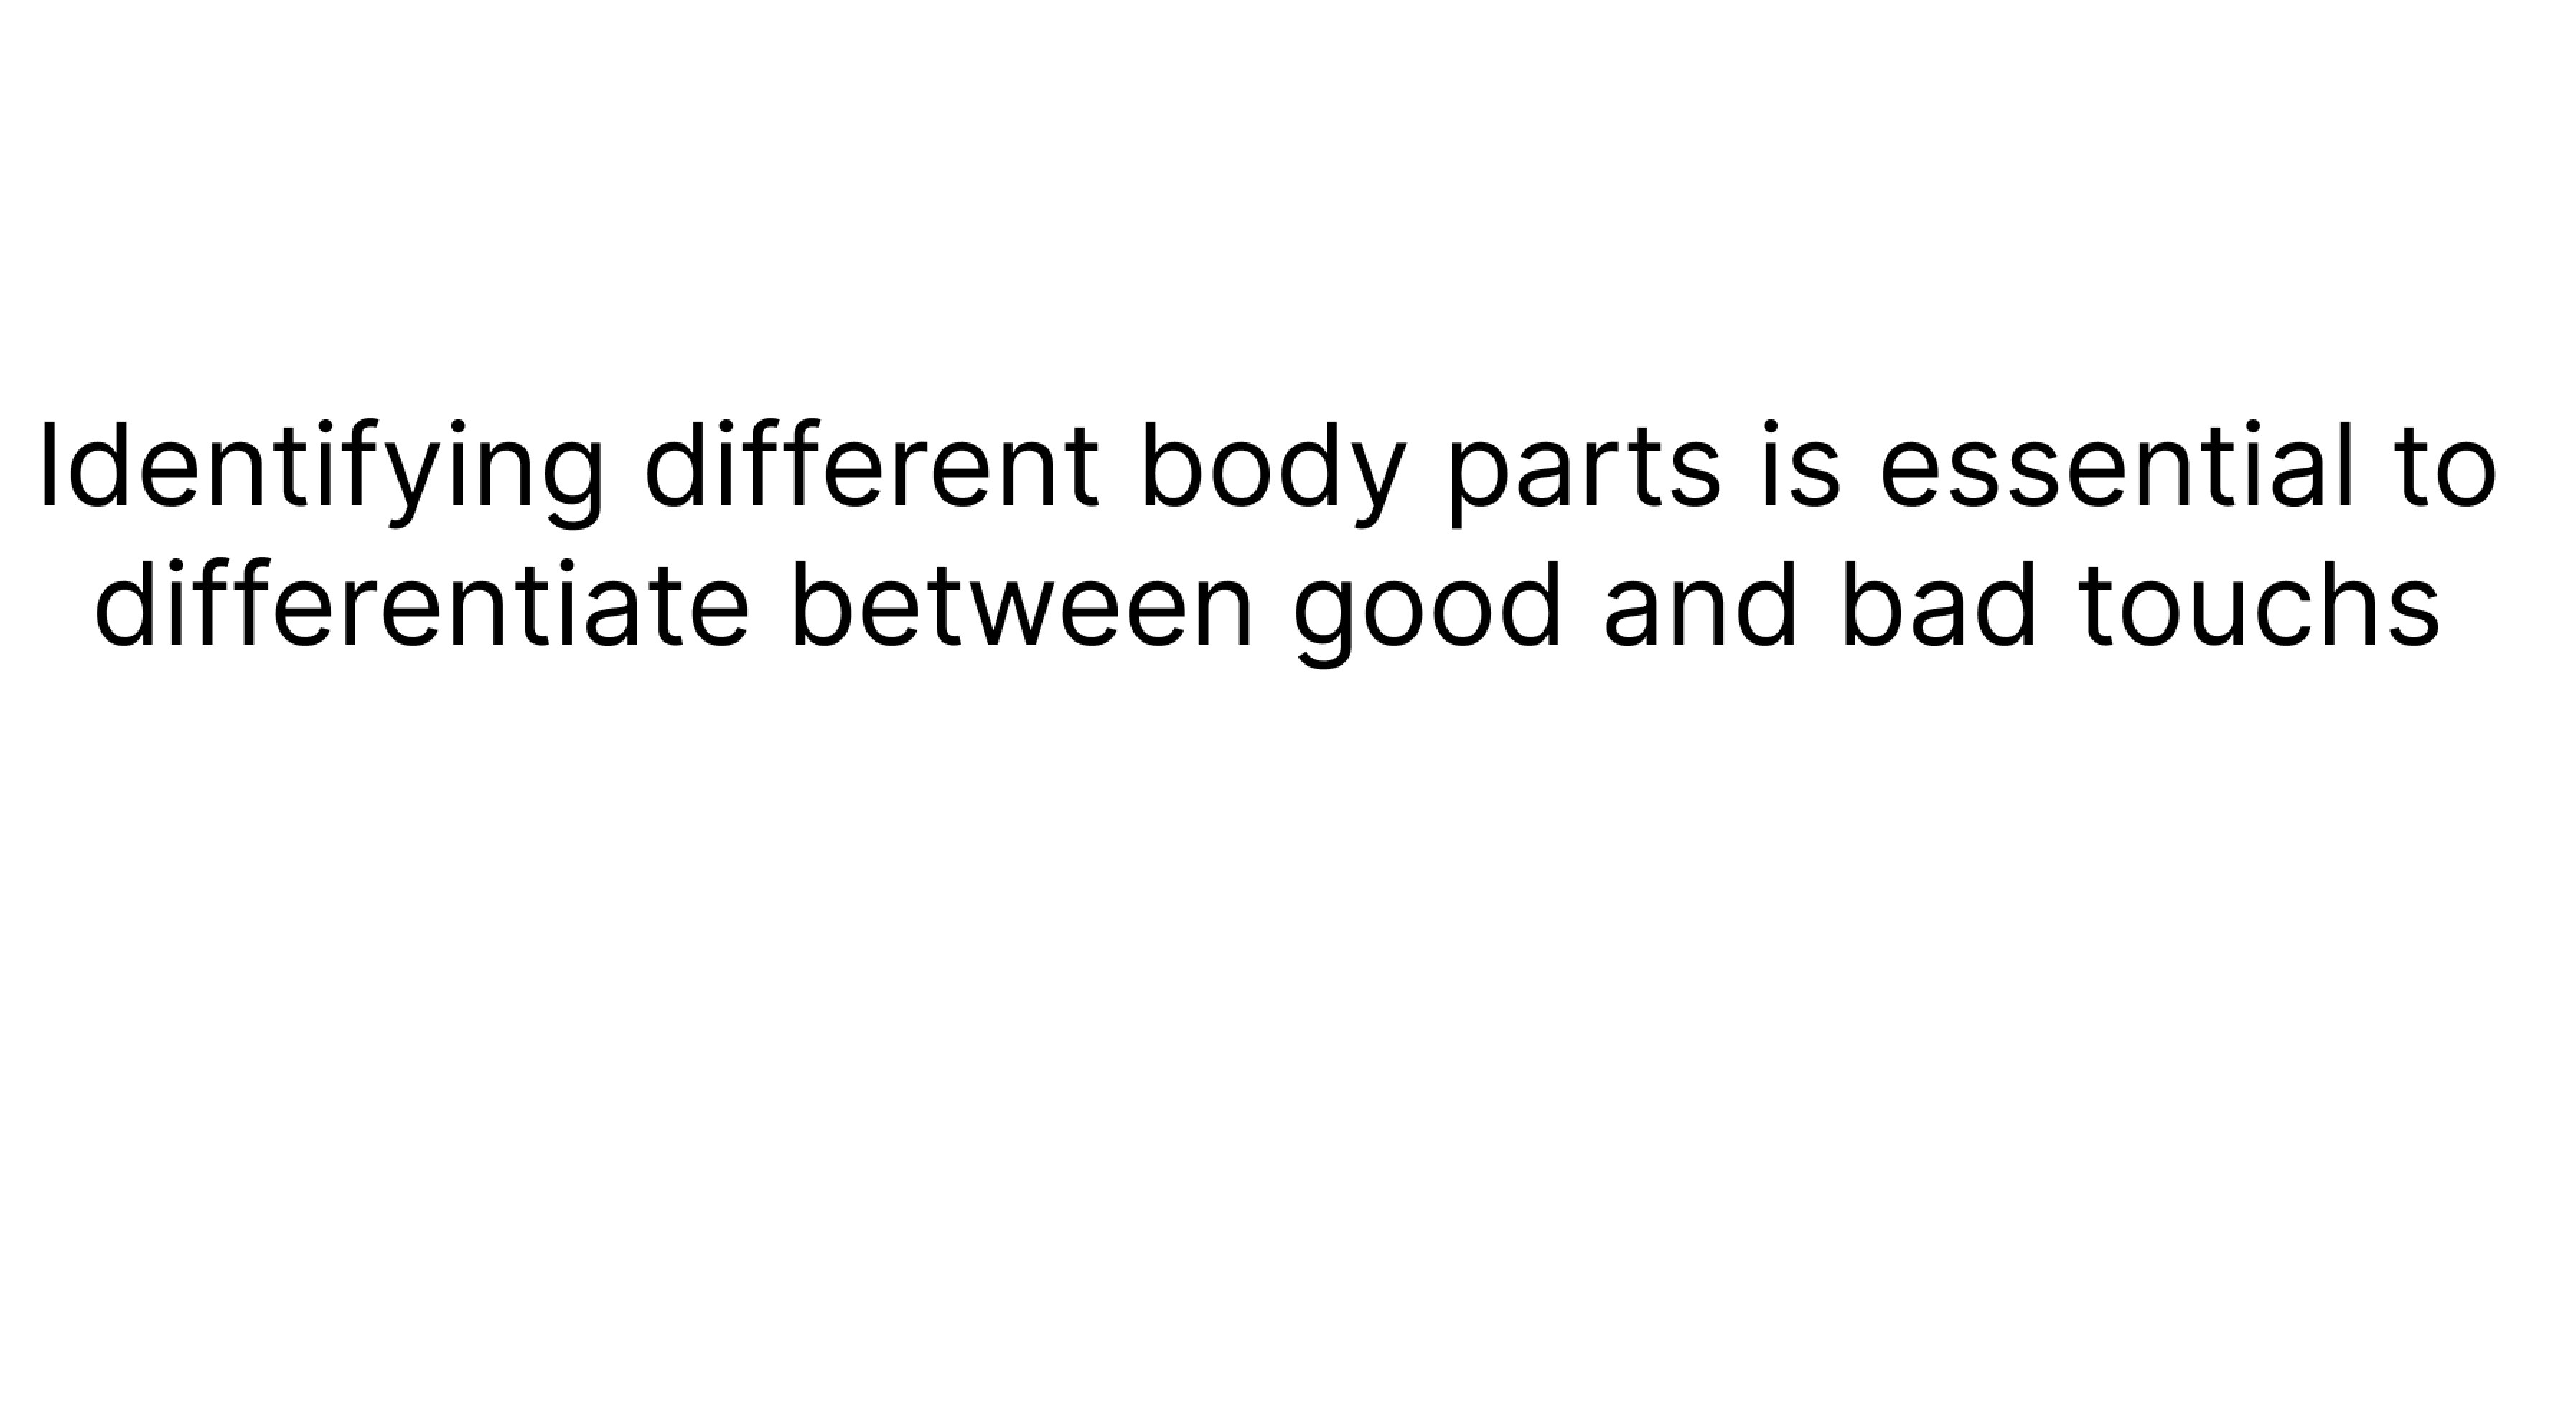 Identifying different body parts is essential to
differentiate between good and bad touchs